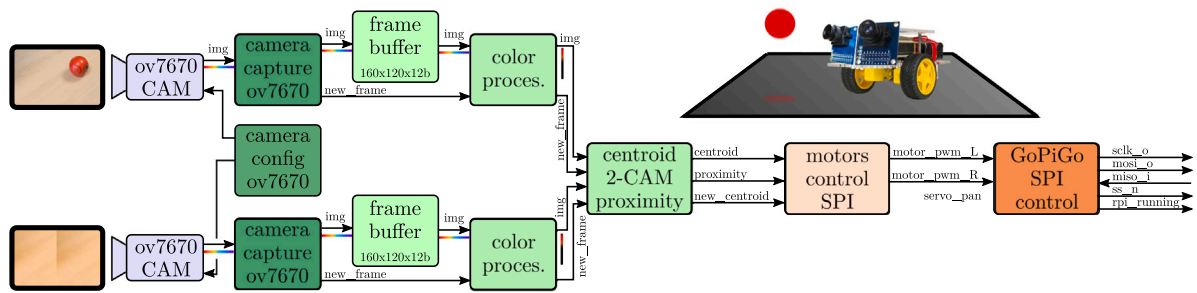 ov7670
CAM
img
camera
capture
ov7670
img
frame
buffer
160x120x12b
img
new_frame
color
proces.
img
new_frame
camera
config
ov7670
ov7670
CAM
camera
capture
ov7670
img
frame
buffer
160x120x12b
img
new_frame
color
proces.
img
new_frame
centroid
2-CAM
proximity
centroid
proximity
new_centroid
motors
control
SPI
motor_pwm_L
motor_pwm_R
servo_pan
GoPiGo
SPI
control
sclk_o
mosi_o
miso_i
ss_n
rpi_running